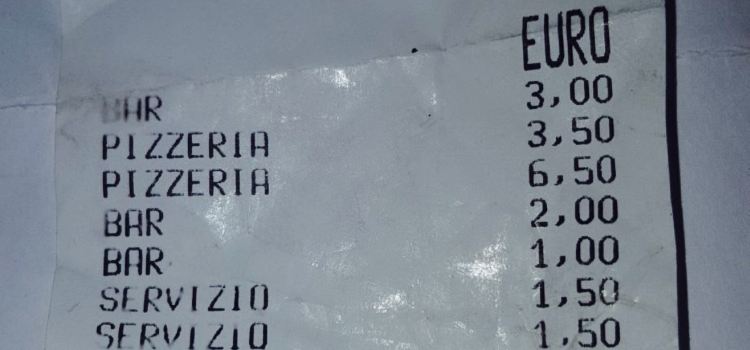 EURO
BAR 3,00
PIZZERIA 3,50
PIZZERIA 6,50
BAR 2,00
BAR 1,00
SERVIZIO 1,50
SERVIZIO 1,50